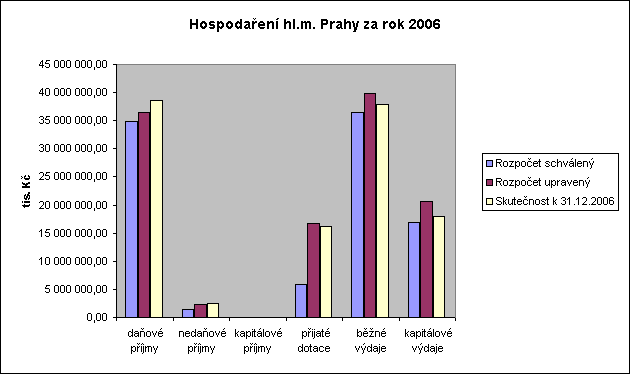 Hospodaření hl.m. Prahy za rok 2006
45 000 000,00
40 000 000,00
35 000 000,00
30 000 000,00
25 000 000,00
20 000 000,00
15 000 000,00
10 000 000,00
5 000 000,00
0,00
tis. Kč
daňové příjmy
nedaňové příjmy
kapitálové příjmy
přijaté dotace
běžné výdaje
kapitálové výdaje
Rozpočet schválený
Rozpočet upravený
Skutečnost k 31.12.2006